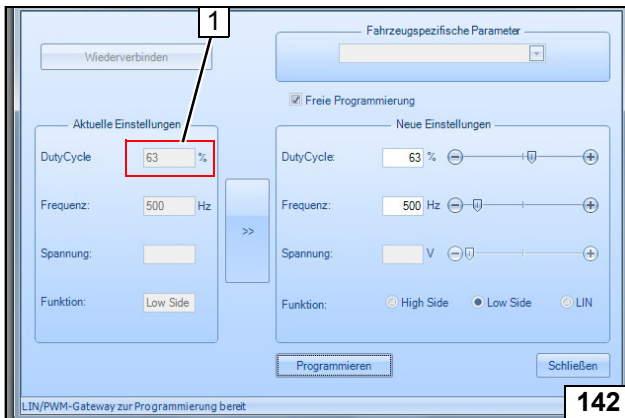 1
Fahrzeugspezifische Parameter
Wiederverbinden
Freie Programmierung
Aktuelle Einstellungen
DutyCycle 63 %
Frequenz: 500 Hz
Spannung:
Funktion: Low Side
>>
Neue Einstellungen
DutyCycle: 63 %
Frequenz: 500 Hz
Spannung: V
Funktion: High Side Low Side LIN
Programmieren Schließen
LIN/PWM-Gateway zur Programmierung bereit
142